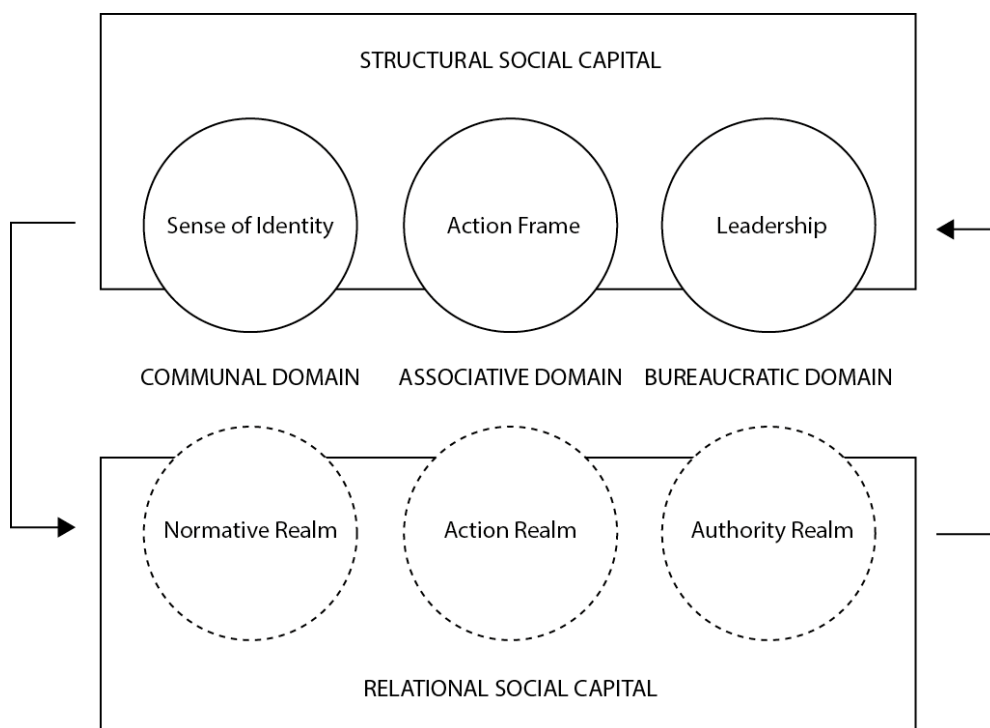 STRUCTURAL SOCIAL CAPITAL
Sense of Identity
Action Frame
Leadership
COMMUNAL DOMAIN
ASSOCIATIVE DOMAIN
BUREAUCRATIC DOMAIN
Normative Realm
Action Realm
Authority Realm
RELATIONAL SOCIAL CAPITAL